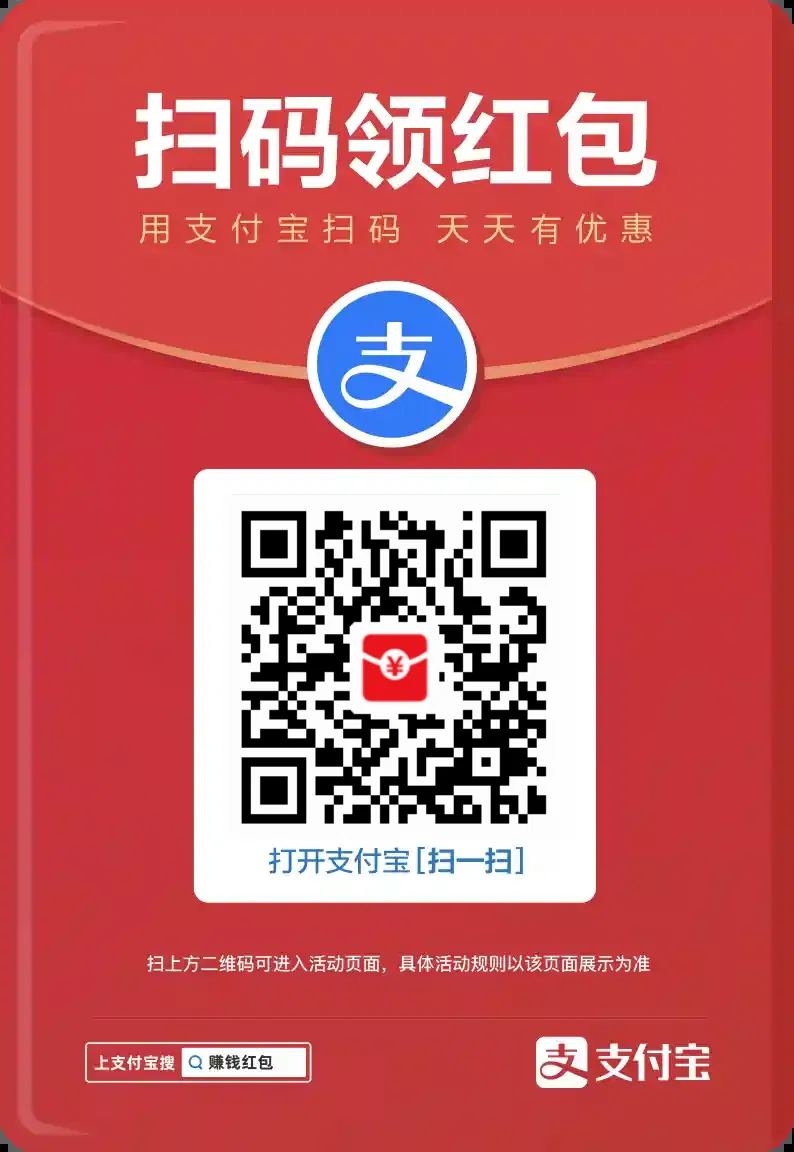 扫码领红包
用支付宝扫码 天天有优惠
支
¥
打开支付宝[扫一扫]
扫上方二维码可进入活动页面，具体活动规则以该页面展示为准
上支付宝搜 赚钱红包
支 支付宝